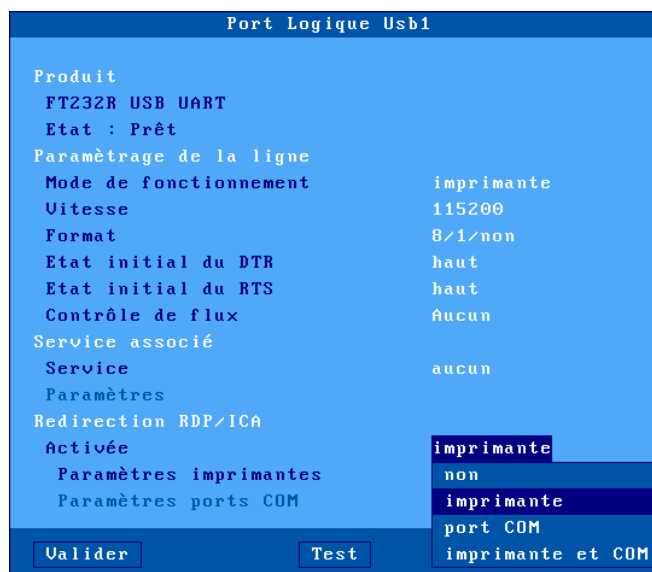 Port Logique Usb1
Produit
FT232R USB UART
Etat : Prêt
Paramètrage de la ligne
Mode de fonctionnement imprimante
Vitesse 115200
Format 8/1/non
Etat initial du DTR haut
Etat initial du RTS haut
Contrôle de flux Aucun
Service associé
Service aucun
Paramètres
Redirection RDP/ICA
Activée imprimante
Paramètres imprimantes non
Paramètres ports COM imprimante
port COM
Valider Test imprimante et COM